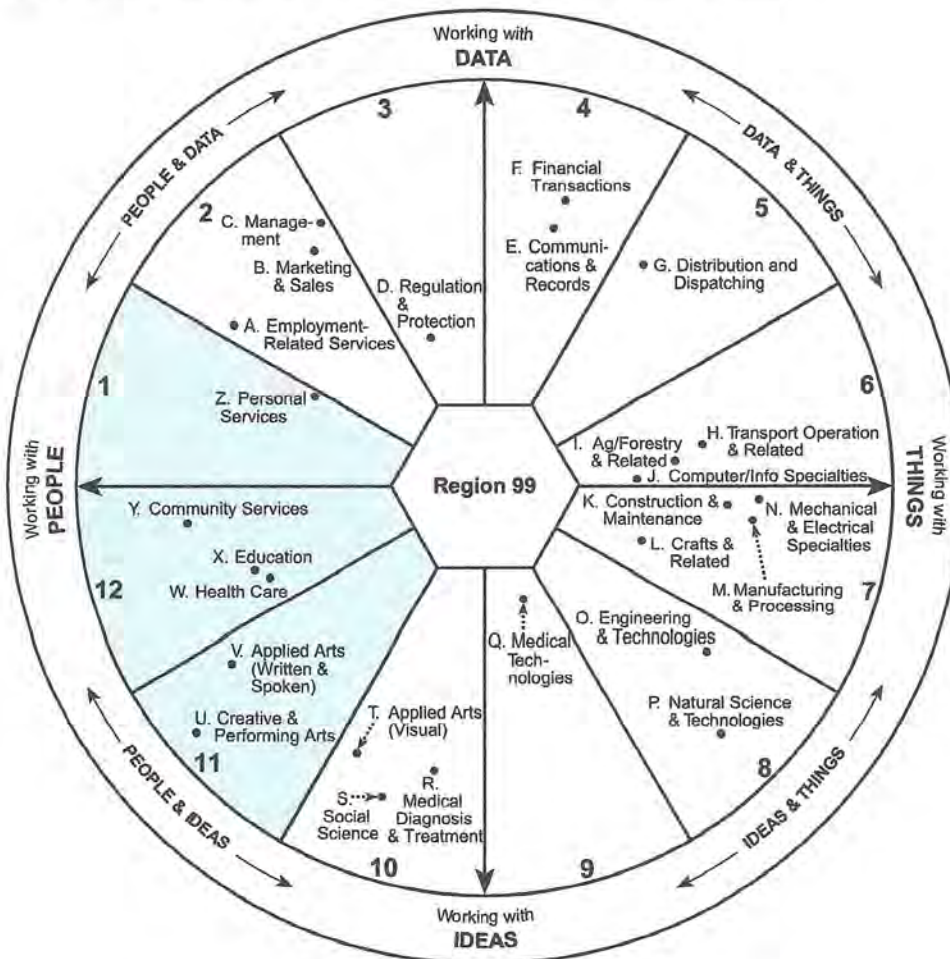 Working with
DATA
PEOPLE & DATA
DATA & THINGS
3
4
2
5
C. Manage-
ment
B. Marketing
& Sales
A. Employment-
Related Services
D. Regulation
&
Protection
F. Financial
Transactions
E. Communi-
cations &
Records
G. Distribution and
Dispatching
1
6
Z. Personal
Services
I. Ag/Forestry
& Related
H. Transport Operation
& Related
J. Computer/Info Specialties
Working with
PEOPLE
Region 99
Working with
THINGS
Y. Community Services
X. Education
W. Health Care
12
K. Construction &
Maintenance
L. Crafts &
Related
N. Mechanical
& Electrical
Specialties
M. Manufacturing
& Processing
7
V. Applied Arts
(Written &
Spoken)
U. Creative &
Performing Arts
11
Q. Medical
Tech-
nologies
O. Engineering
& Technologies
P. Natural Science
& Technologies
8
T. Applied Arts
(Visual)
S.
Social
Science
R.
Medical
Diagnosis
& Treatment
10
9
PEOPLE & IDEAS
IDEAS & THINGS
Working with
IDEAS